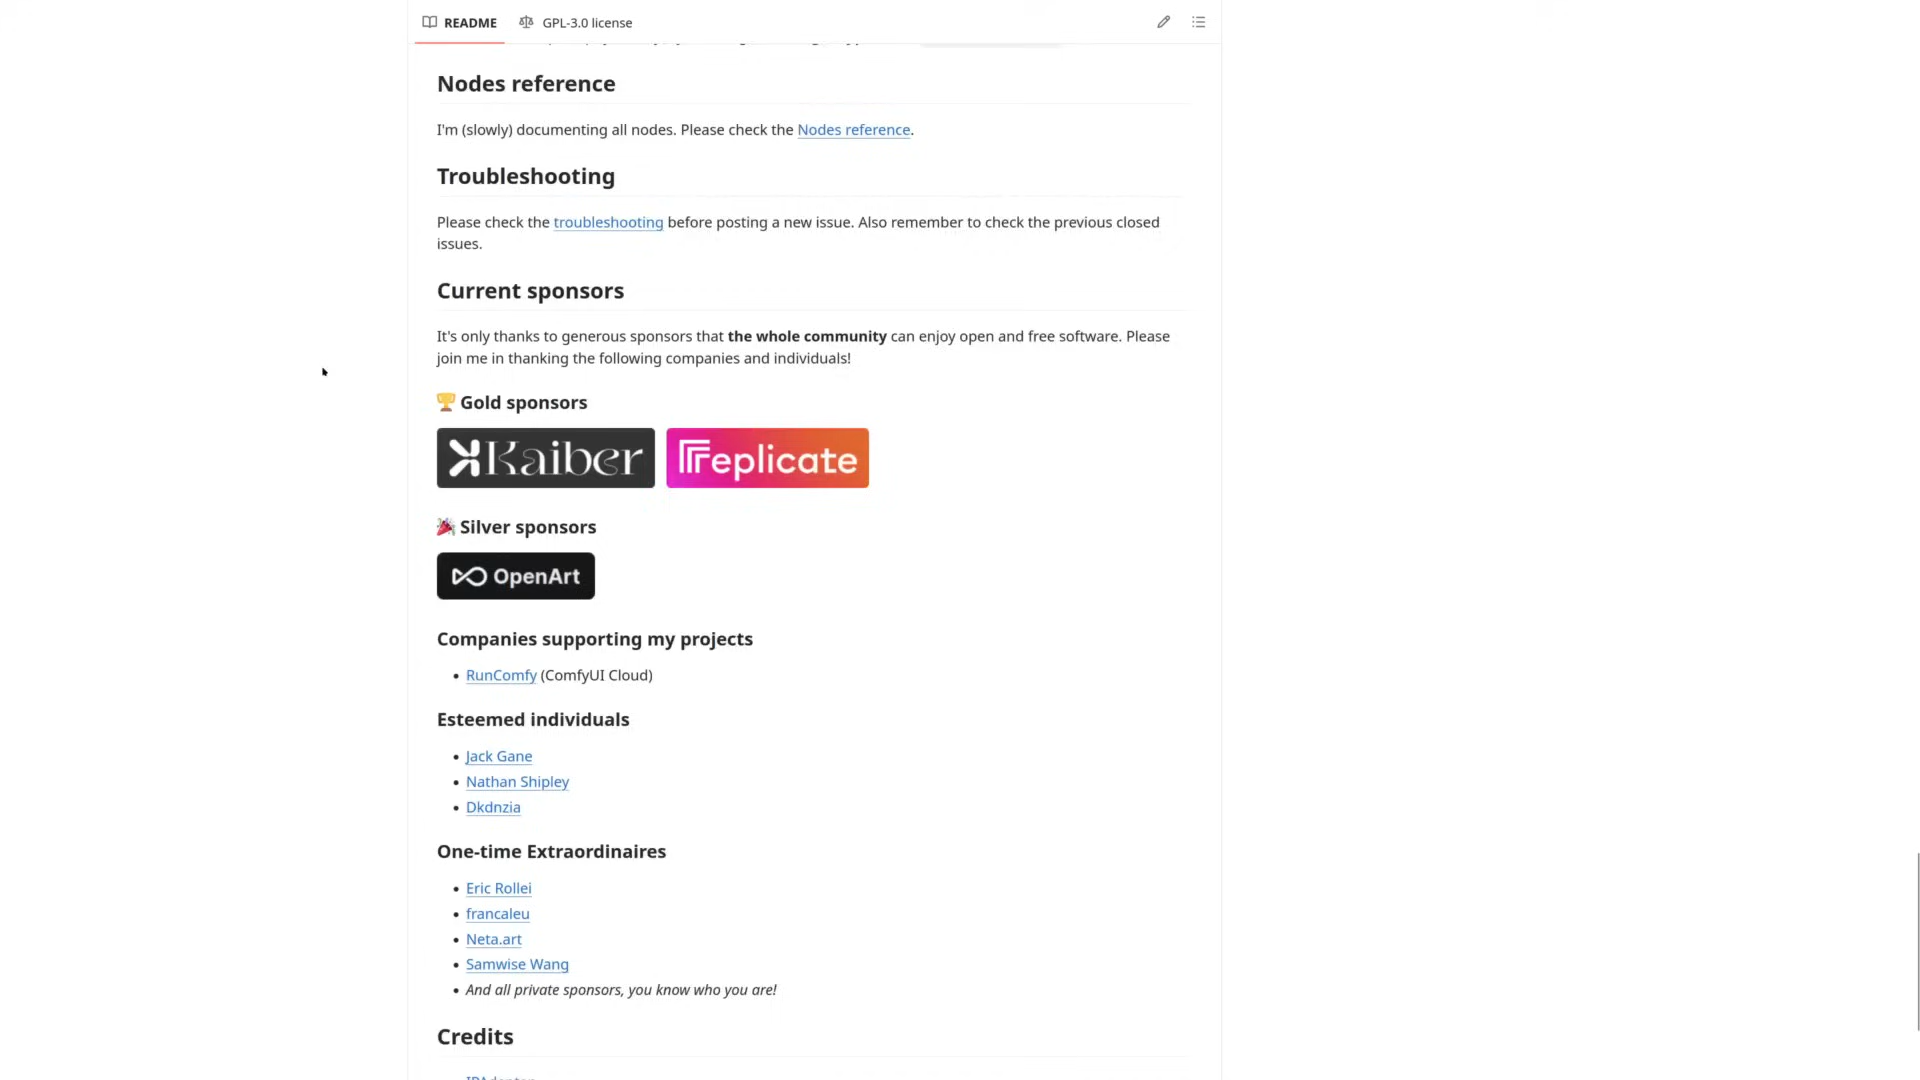 README GPL-3.0 license
Nodes reference
I'm (slowly) documenting all nodes. Please check the Nodes reference.
Troubleshooting
Please check the troubleshooting before posting a new issue. Also remember to check the previous closed
issues.
Current sponsors
It's only thanks to generous sponsors that the whole community can enjoy open and free software. Please
join me in thanking the following companies and individuals!
🏆 Gold sponsors
Kaiber replicate
🎉 Silver sponsors
OpenArt
Companies supporting my projects
• RunComfy (ComfyUI Cloud)
Esteemed individuals
• Jack Gane
• Nathan Shipley
• Dkdnzia
One-time Extraordinaires
• Eric Rollei
• francaleu
• Neta.art
• Samwise Wang
• And all private sponsors, you know who you are!
Credits